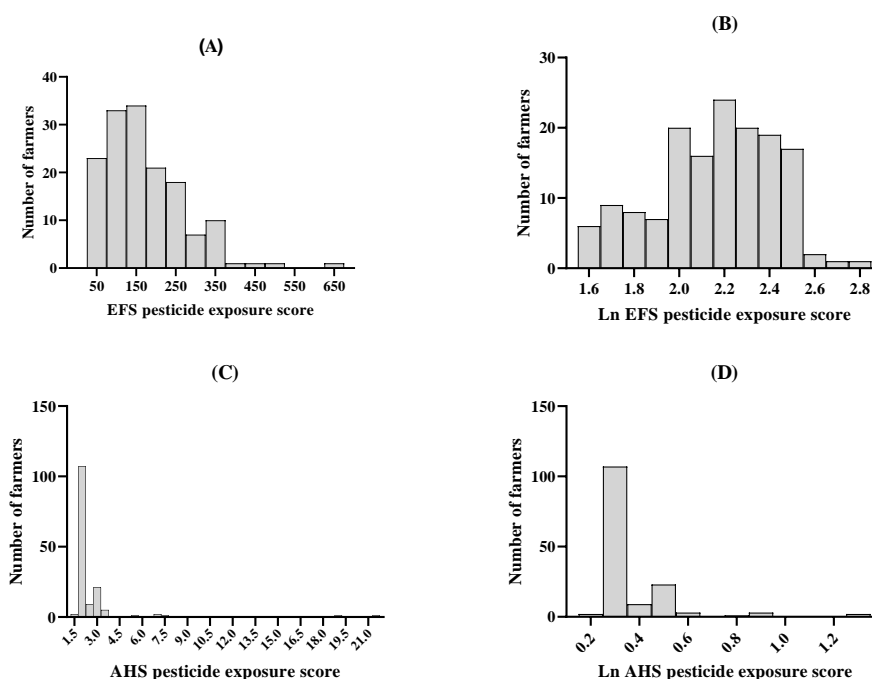 (A)
Number of farmers
40
30
20
10
0
50 150 250 350 450 550 650
EFS pesticide exposure score
(B)
Number of farmers
30
20
10
0
1.6 1.8 2.0 2.2 2.4 2.6 2.8
Ln EFS pesticide exposure score
(C)
Number of farmers
150
100
50
0
1.5 3.0 4.5 6.0 7.5 9.0 10.5 12.0 13.5 15.0 16.5 18.0 19.5 21.0
AHS pesticide exposure score
(D)
Number of farmers
150
100
50
0
0.2 0.4 0.6 0.8 1.0 1.2
Ln AHS pesticide exposure score